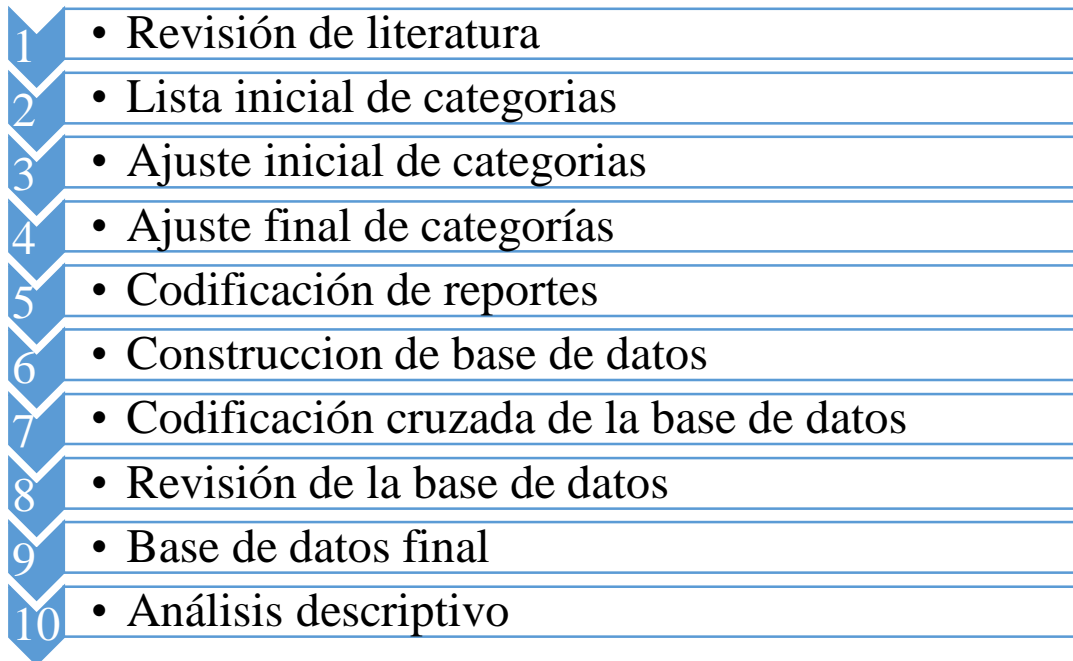 1 • Revisión de literatura
2 • Lista inicial de categorias
3 • Ajuste inicial de categorias
4 • Ajuste final de categorías
5 • Codificación de reportes
6 • Construccion de base de datos
7 • Codificación cruzada de la base de datos
8 • Revisión de la base de datos
9 • Base de datos final
10 • Análisis descriptivo